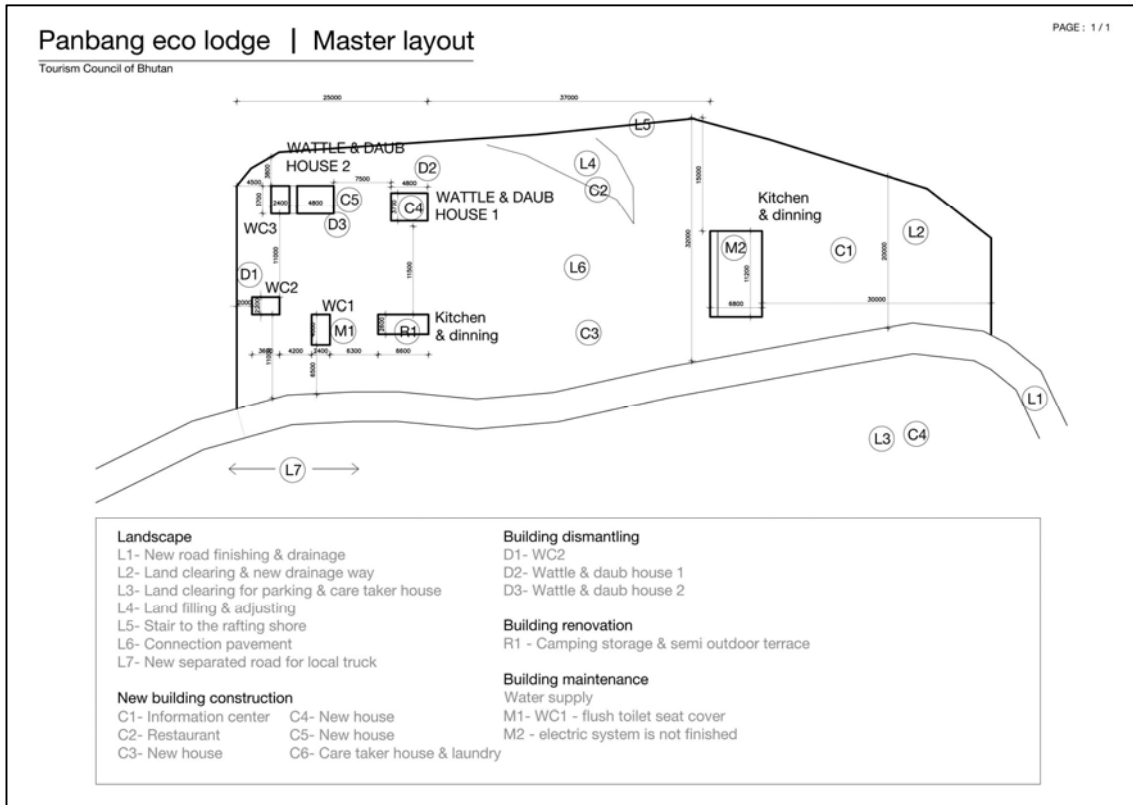 Panbang eco lodge | Master layout
PAGE : 1 / 1
Tourism Council of Bhutan
25000
37000
L5
WATTLE & DAUB
HOUSE 2
D2
L4
3800
4500
7500
4800
C2
15000
Kitchen
& dinning
1700
2400
4800
C5
C4
WATTLE & DAUB
HOUSE 1
WC3
D3
L2
M2
C1
32000
20000
11000
11500
11200
D1
L6
WC2
2000
6800
30000
WC1
Kitchen
& dinning
M1
R1
C3
4200
2400
6300
6600
11000
6500
L1
L3
C4
L7
Landscape
L1- New road finishing & drainage
L2- Land clearing & new drainage way
L3- Land clearing for parking & care taker house
L4- Land filling & adjusting
L5- Stair to the rafting shore
L6- Connection pavement
L7- New separated road for local truck
New building construction
C1- Information center C4- New house
C2- Restaurant C5- New house
C3- New house C6- Care taker house & laundry
Building dismantling
D1- WC2
D2- Wattle & daub house 1
D3- Wattle & daub house 2
Building renovation
R1 - Camping storage & semi outdoor terrace
Building maintenance
Water supply
M1- WC1 - flush toilet seat cover
M2 - electric system is not finished